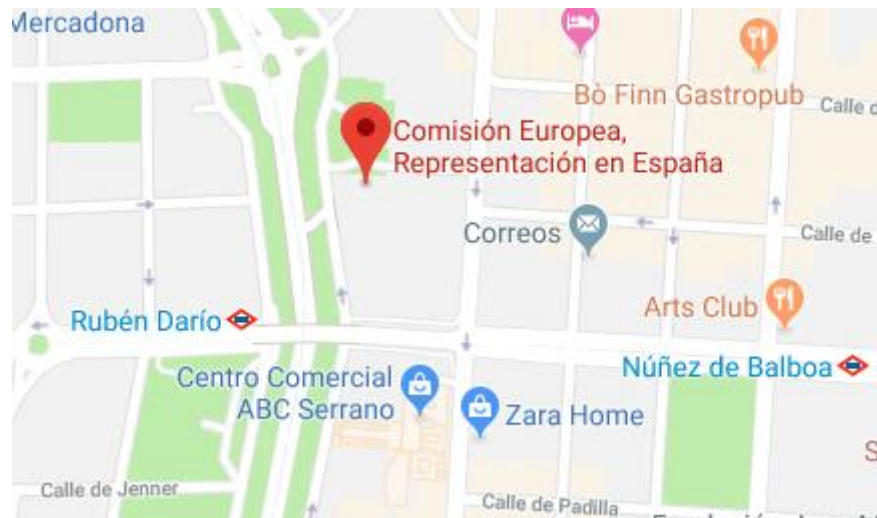 Mercadona
Bò Finn Gastropub
Calle d
Comisión Europea,
Representación en España
Correos
Calle de
Arts Club
Rubén Darío
Núñez de Balboa
Centro Comercial
ABC Serrano
Zara Home
S
Calle de Jenner
Calle de Padilla